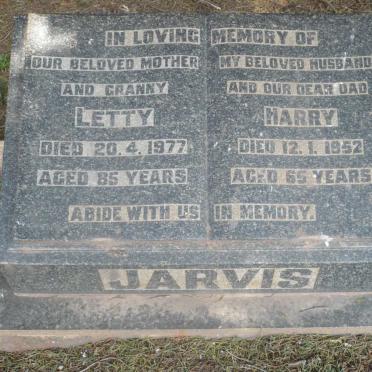 IN LOVING MEMORY OF
OUR BELOVED MOTHER
AND GRANNY
LETTY
DIED 20.4.1977
AGED 85 YEARS
MY BELOVED HUSBAND
AND OUR DEAR DAD
HARRY
DIED 12.1.1952
AGED 65 YEARS
ABIDE WITH US IN MEMORY.
JARVIS